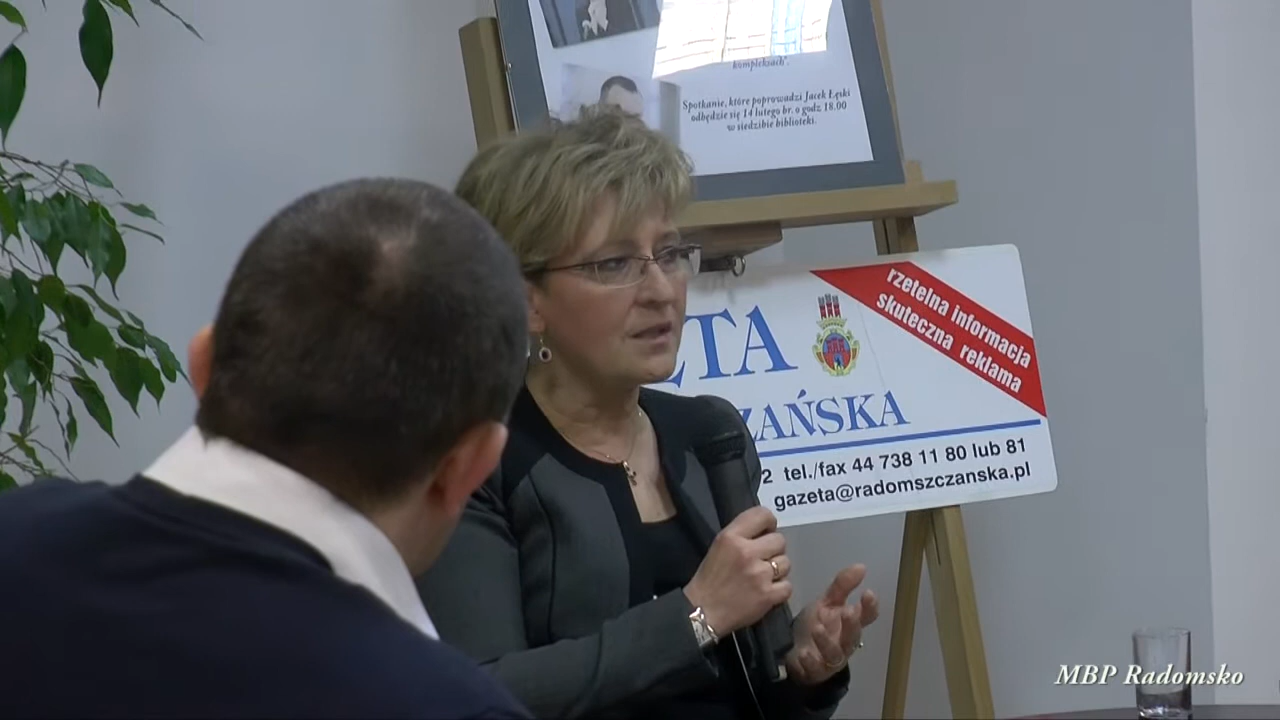 kompleksach".
Spotkanie, które poprowadzi Jacek Łęski
odbędzie się 14 lutego br. o godz 18.00
w siedzibie biblioteki.
rzetelna informacja
skuteczna reklama
ETA
ZAŃSKA
2 tel./fax 44 738 11 80 lub 81
gazeta@radomszczanska.pl
MBP Radomsko